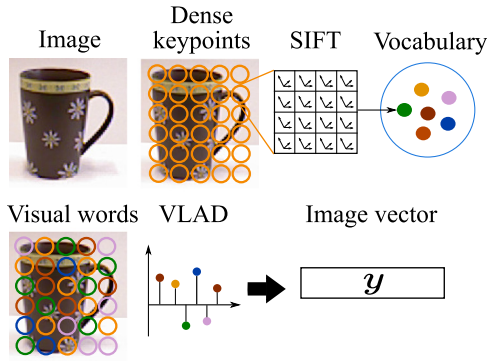 Image
Dense
keypoints
SIFT
Vocabulary
Visual words
VLAD
Image vector
y